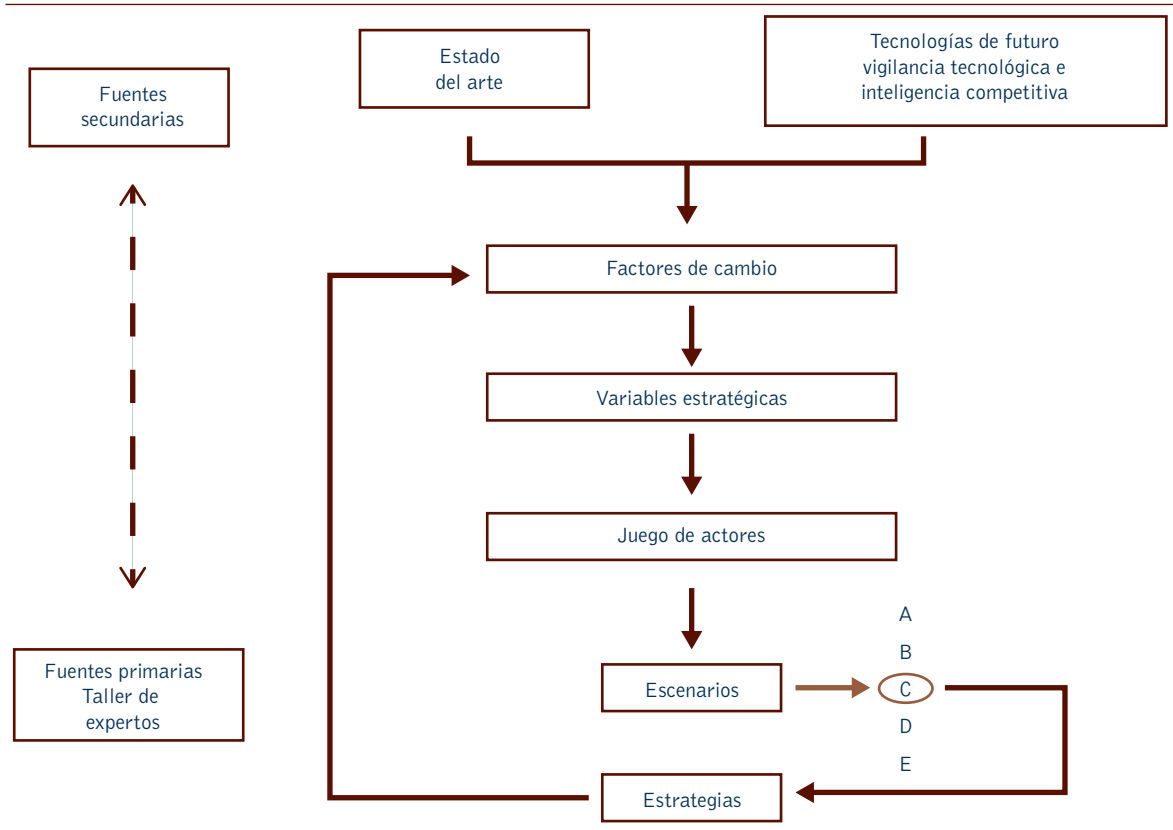 Estado
del arte
Tecnologías de futuro
vigilancia tecnológica e
inteligencia competitiva
Fuentes
secundarias
Factores de cambio
Variables estratégicas
Juego de actores
A
B
Fuentes primarias
Taller de
expertos
Escenarios
C
D
E
Estrategias